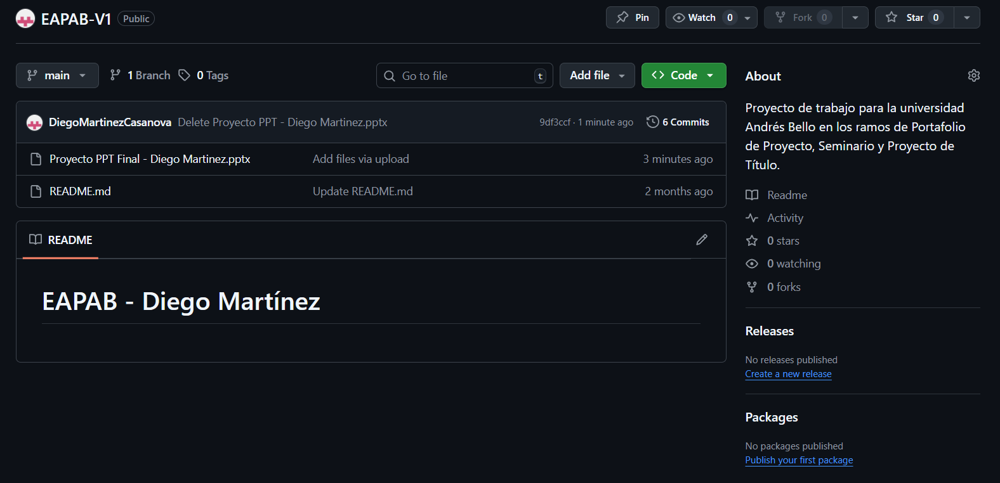 EAPAB-V1 Public Pin Watch 0 Fork 0 Star 0
main 1 Branch 0 Tags Go to file t Add file Code
DiegoMartinezCasanova Delete Proyecto PPT - Diego Martinez.pptx 9df3ccf · 1 minute ago 6 Commits
Proyecto PPT Final - Diego Martinez.pptx Add files via upload 3 minutes ago
README.md Update README.md 2 months ago
README
EAPAB - Diego Martínez
About
Proyecto de trabajo para la universidad
Andrés Bello en los ramos de Portafolio
de Proyecto, Seminario y Proyecto de
Título.
Readme
Activity
0 stars
0 watching
0 forks
Releases
No releases published
Create a new release
Packages
No packages published
Publish your first package